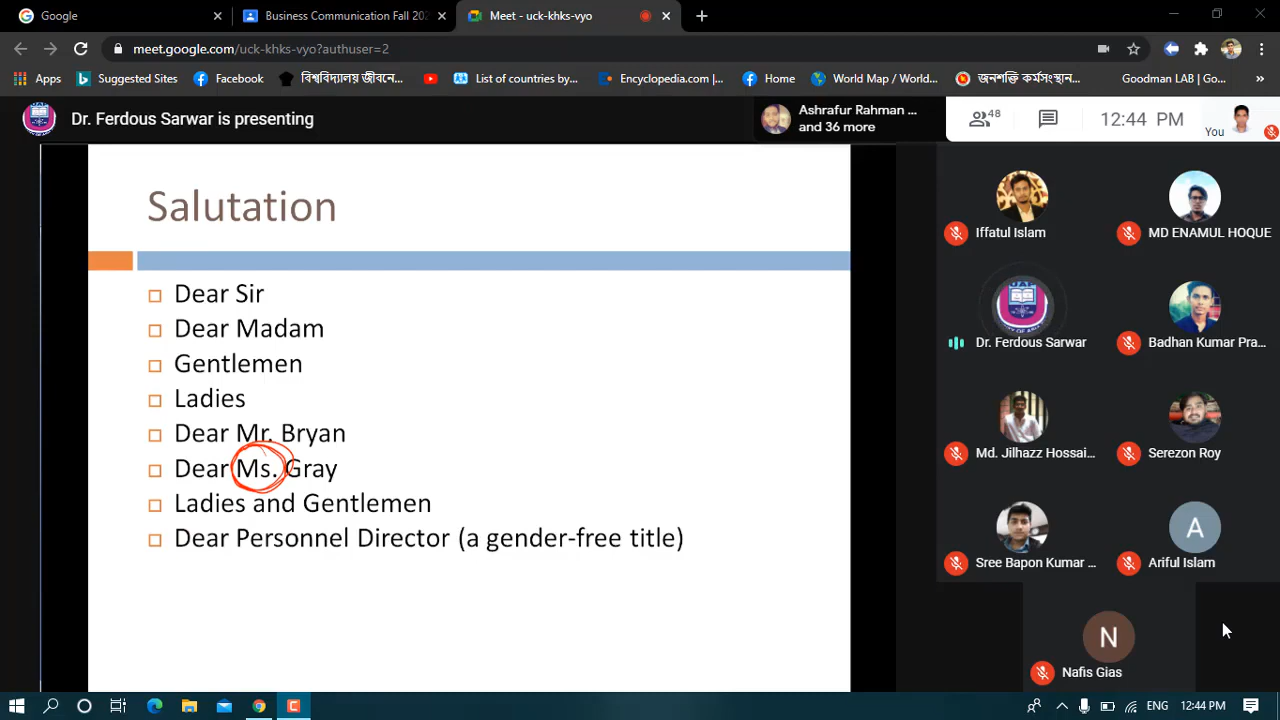 Google
Business Communication Fall 202
Meet - uck-khks-vyo
meet.google.com/uck-khks-vyo?authuser=2
Apps
Suggested Sites
Facebook
বিশ্ববিদ্যালয় জীবনে...
List of countries by...
Encyclopedia.com |...
Home
World Map / World...
জনশক্তি কর্মসংস্থান...
Goodman LAB | Go...
»
Dr. Ferdous Sarwar is presenting
Ashrafur Rahman ...
and 36 more
48
12:44 PM
You
Salutation
Dear Sir
Dear Madam
Gentlemen
Ladies
Dear Mr. Bryan
Dear Ms. Gray
Ladies and Gentlemen
Dear Personnel Director (a gender-free title)
Iffatul Islam
MD ENAMUL HOQUE
Dr. Ferdous Sarwar
Badhan Kumar Pra...
Md. Jilhazz Hossai...
Serezon Roy
Sree Bapon Kumar ...
A
Ariful Islam
N
Nafis Gias
ENG
12:44 PM